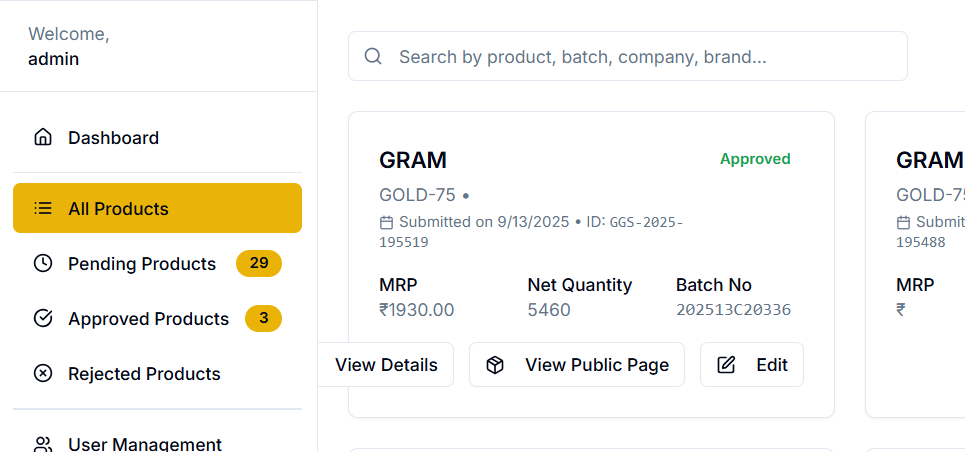 Welcome,
admin
Dashboard
All Products
Pending Products 29
Approved Products 3
Rejected Products
User Management
Search by product, batch, company, brand...
GRAM
Approved
GOLD-75 •
Submitted on 9/13/2025 • ID: GGS-2025-
195519
MRP Net Quantity Batch No
₹1930.00 5460 202513C20336
View Details View Public Page Edit
GRAM
GOLD-75
Submit
195488
MRP
₹